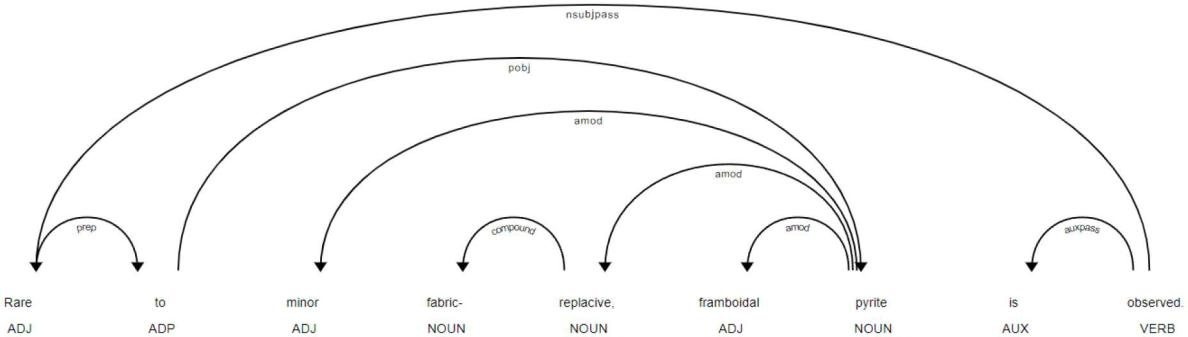 nsubjpass
pobj
amod
amod
prep compound amod auxpass
Rare to minor fabric- replacive, framboidal pyrite is observed.
ADJ ADP ADJ NOUN NOUN ADJ NOUN AUX VERB